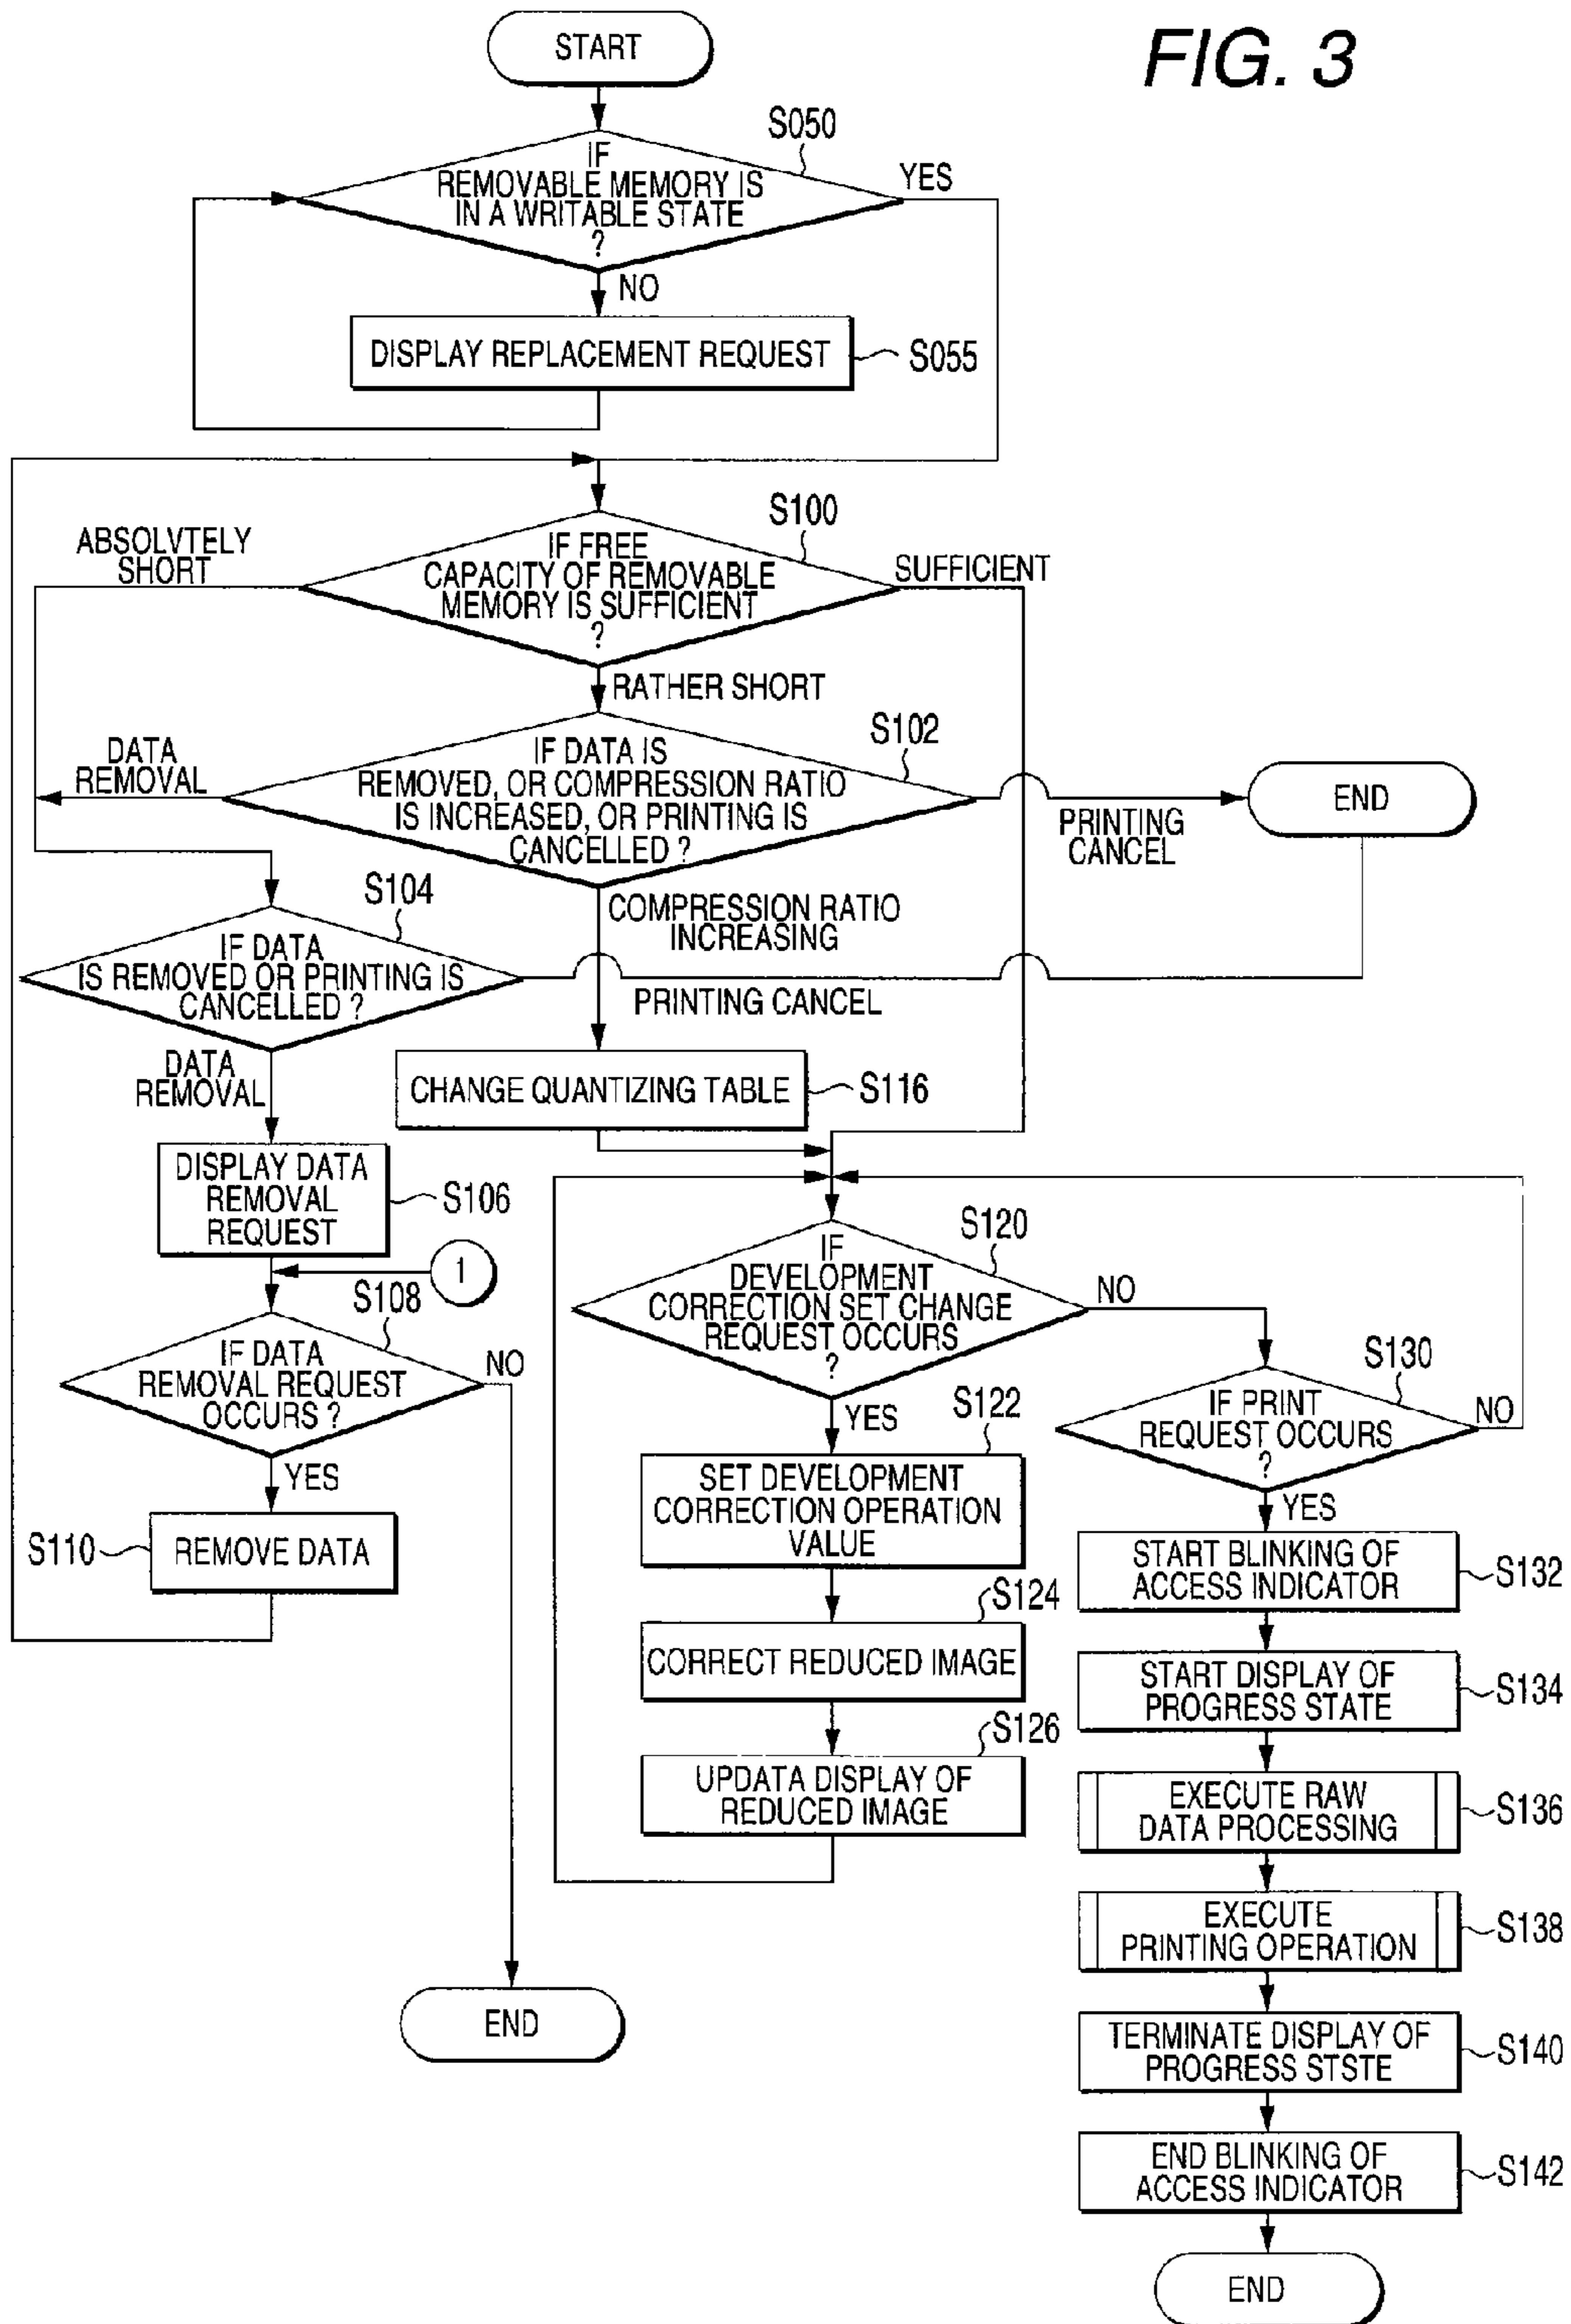 FIG. 3
START
S050
IF
REMOVABLE MEMORY IS
IN A WRITABLE STATE
?
YES
NO
DISPLAY REPLACEMENT REQUEST
S055
S100
ABSOLVTELY
SHORT
IF FREE
CAPACITY OF REMOVABLE
MEMORY IS SUFFICIENT
?
SUFFICIENT
RATHER SHORT
S102
DATA
REMOVAL
IF DATA IS
REMOVED, OR COMPRESSION RATIO
IS INCREASED, OR PRINTING IS
CANCELLED ?
END
PRINTING
CANCEL
S104
COMPRESSION RATIO
INCREASING
IF DATA
IS REMOVED OR PRINTING IS
CANCELLED ?
PRINTING CANCEL
DATA
REMOVAL
CHANGE QUANTIZING TABLE
S116
DISPLAY DATA
REMOVAL
REQUEST
S106
1
S108
IF DATA
REMOVAL REQUEST
OCCURS ?
NO
YES
S110
REMOVE DATA
END
S120
IF
DEVELOPMENT
CORRECTION SET CHANGE
REQUEST OCCURS
?
NO
YES
S122
SET DEVELOPMENT
CORRECTION OPERATION
VALUE
S124
CORRECT REDUCED IMAGE
S126
UPDATA DISPLAY OF
REDUCED IMAGE
S130
IF PRINT
REQUEST OCCURS
?
NO
YES
START BLINKING OF
ACCESS INDICATOR
S132
START DISPLAY OF
PROGRESS STATE
S134
EXECUTE RAW
DATA PROCESSING
S136
EXECUTE
PRINTING OPERATION
S138
TERMINATE DISPLAY OF
PROGRESS STSTE
S140
END BLINKING OF
ACCESS INDICATOR
S142
END